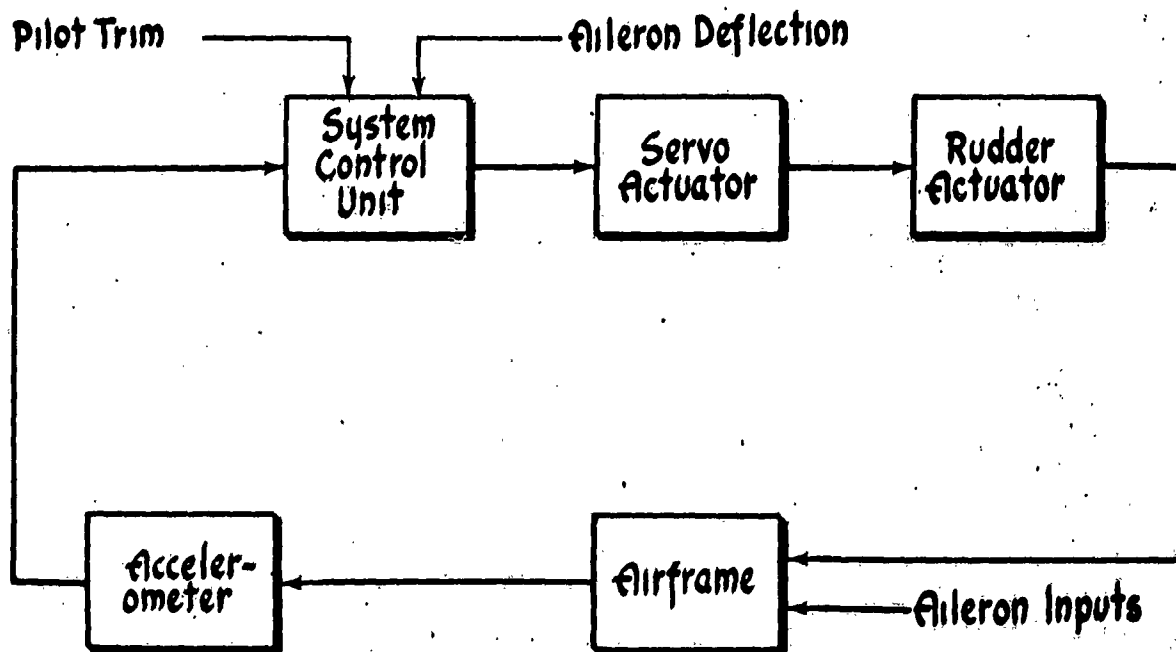 Pilot Trim
Aileron Deflection
System
Control
Unit
Servo
Actuator
Rudder
Actuator
Acceler-
ometer
Airframe
Aileron Inputs